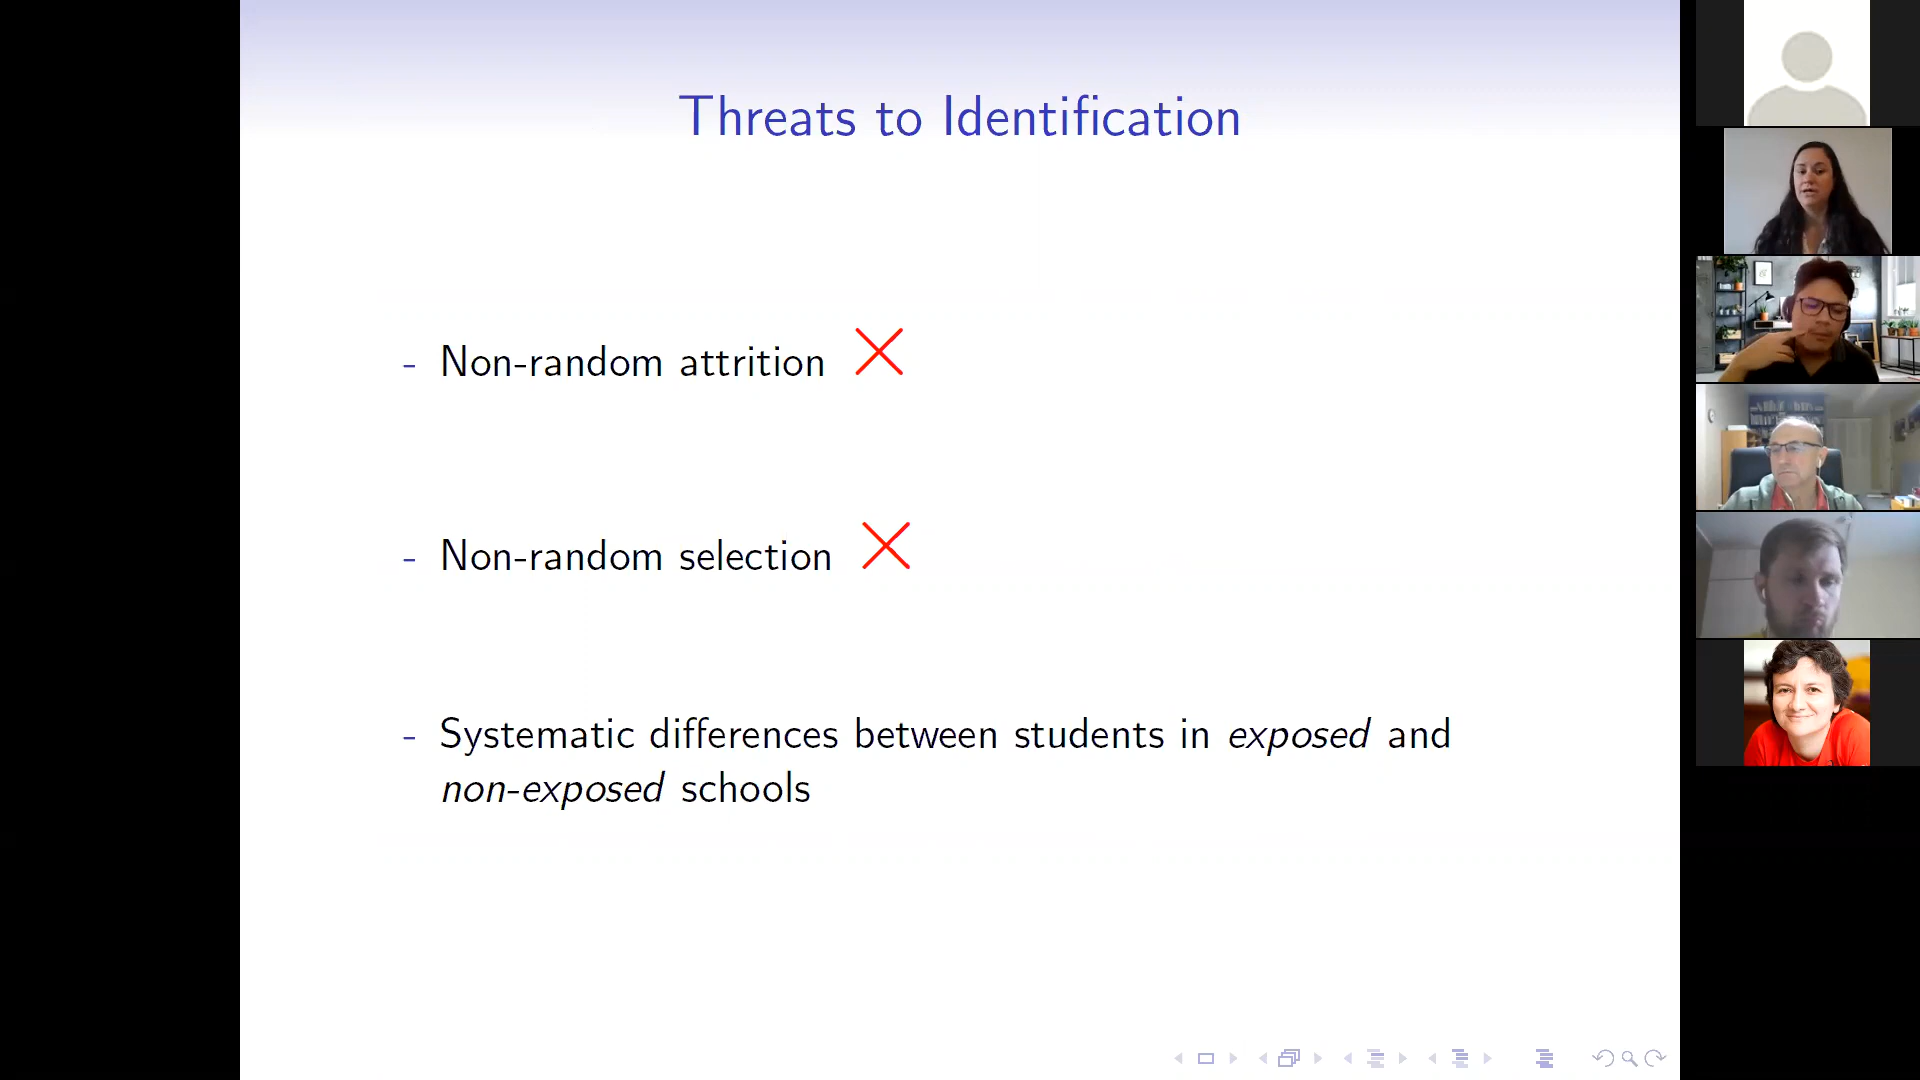 Threats to Identification
- Non-random attrition
- Non-random selection
- Systematic differences between students in exposed and
non-exposed schools